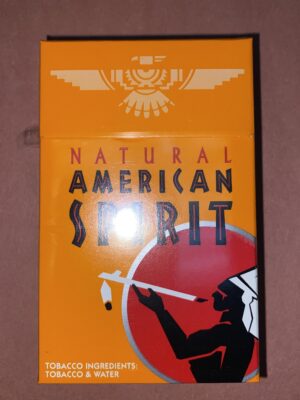 NATURAL
AMERICAN
SPIRIT
TOBACCO INGREDIENTS:
TOBACCO & WATER